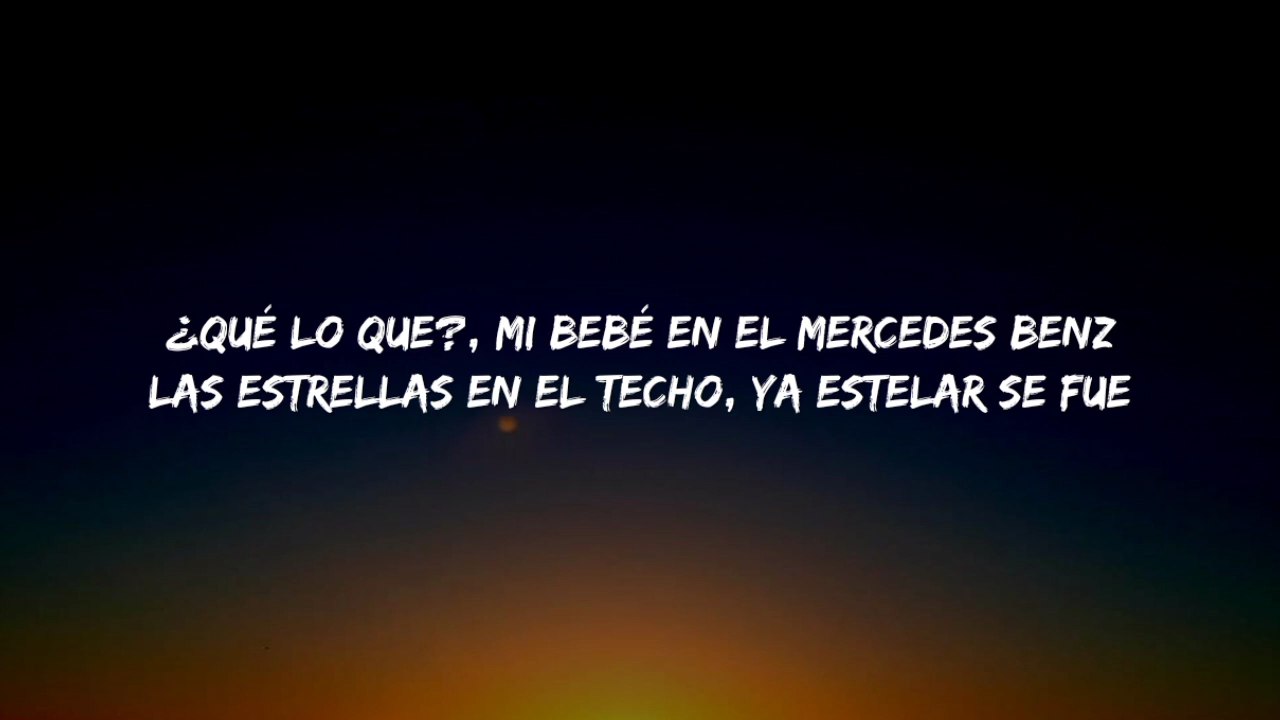 ¿QUÉ LO QUE?, MI BEBÉ EN EL MERCEDES BENZ
LAS ESTRELLAS EN EL TECHO, YA ESTELAR SE FUE